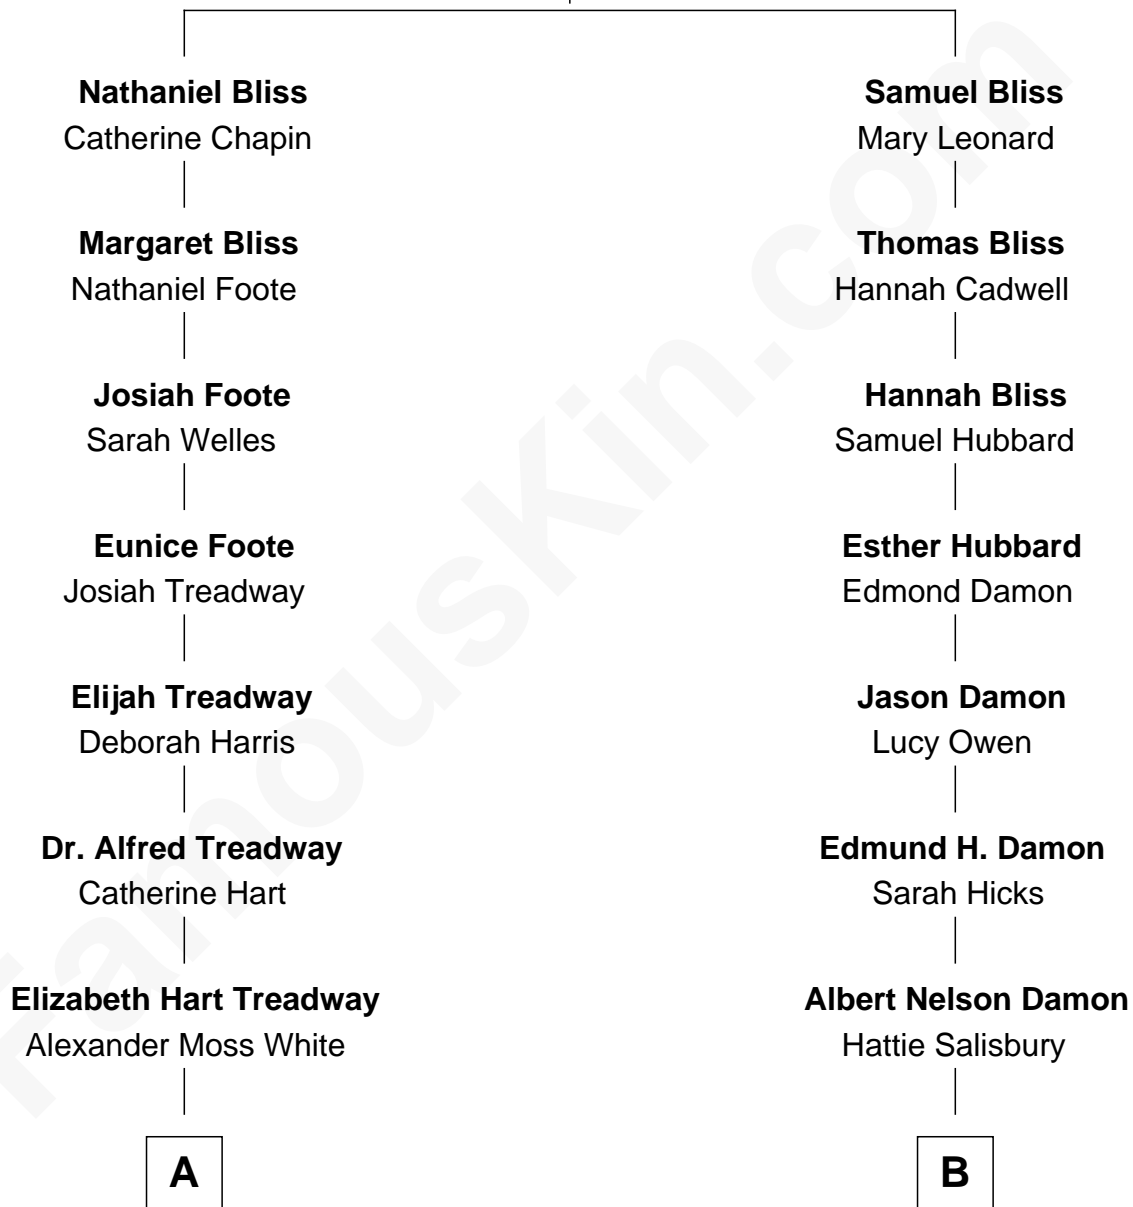 Nathaniel Bliss
Catherine Chapin
Margaret Bliss
Nathaniel Foote
Josiah Foote
Sarah Welles
Eunice Foote
Josiah Treadway
Elijah Treadway
Deborah Harris
Dr. Alfred Treadway
Catherine Hart
Elizabeth Hart Treadway
Alexander Moss White
A
Samuel Bliss
Mary Leonard
Thomas Bliss
Hannah Cadwell
Hannah Bliss
Samuel Hubbard
Esther Hubbard
Edmond Damon
Jason Damon
Lucy Owen
Edmund H. Damon
Sarah Hicks
Albert Nelson Damon
Hattie Salisbury
B
FamousKin.com